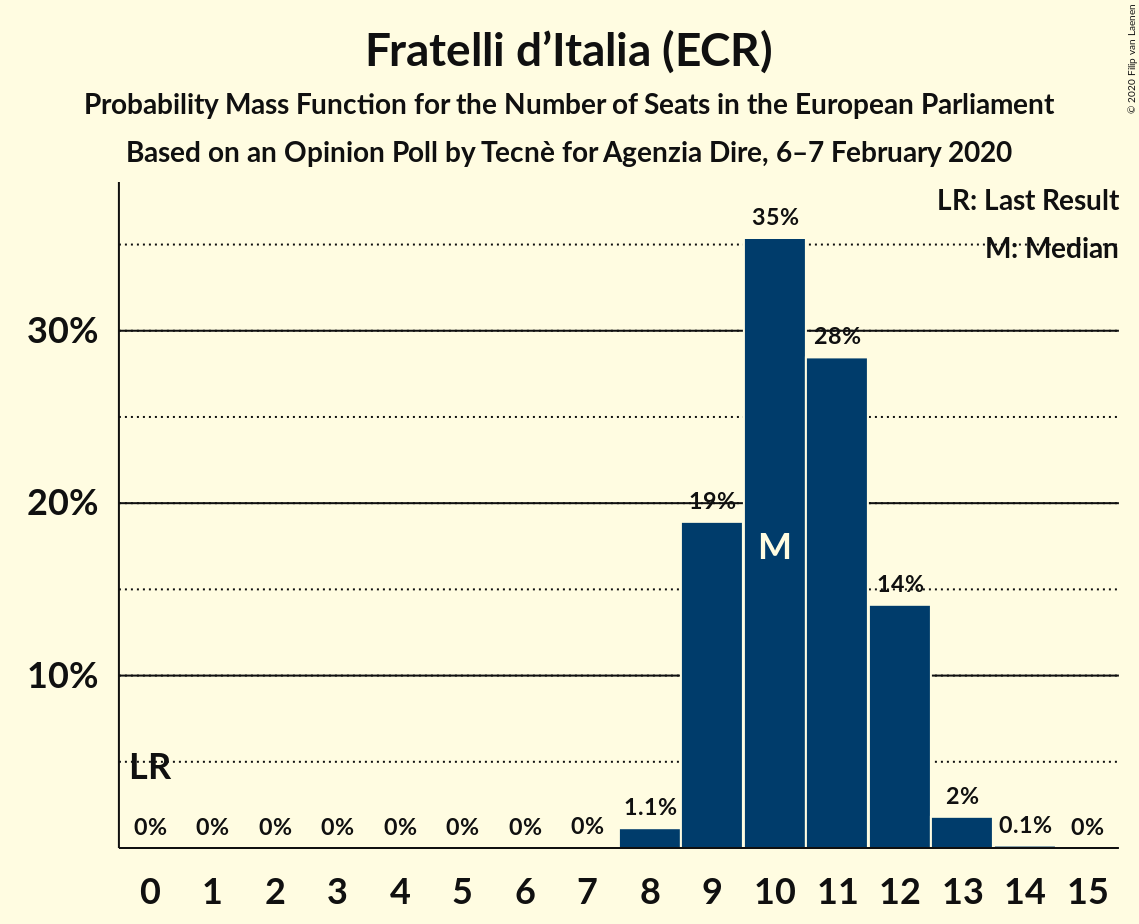 Fratelli d’Italia (ECR)
Probability Mass Function for the Number of Seats in the European Parliament
Based on an Opinion Poll by Tecnè for Agenzia Dire, 6–7 February 2020
© 2020 Filip van Laenen
LR: Last Result
M: Median
35%
30%
28%
20%
19%
M
14%
10%
LR
0% 0% 0% 0% 0% 0% 0% 0% 1.1% 2% 0.1% 0%
0 1 2 3 4 5 6 7 8 9 10 11 12 13 14 15